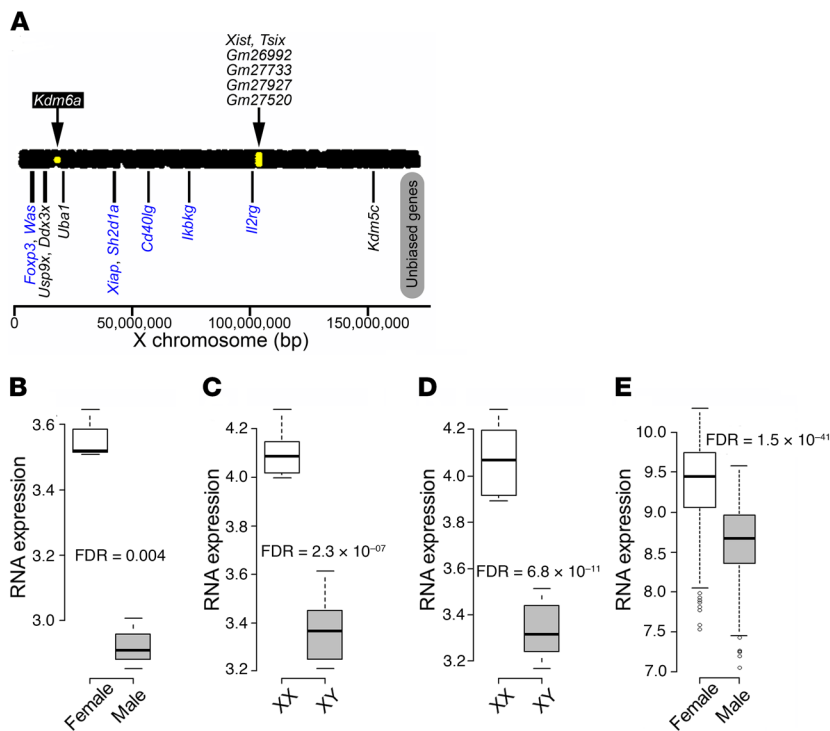 A
Xist, Tsix
Gm26992
Gm27733
Gm27927
Gm27520
Kdm6a
Foxp3, Was
Usp9x, Ddx3x
Uba1
Xiap, Sh2d1a
Cd40lg
Ikbkg
Il2rg
Kdm5c
Unbiased genes
0 50,000,000 100,000,000 150,000,000
X chromosome (bp)
B
RNA expression
3.6
3.4
3.2
3.0
FDR = 0.004
Female Male
C
RNA expression
4.2
4.0
3.8
3.6
3.4
3.2
FDR = 2.3 × 10⁻⁰⁷
XX XY
D
RNA expression
4.2
4.0
3.8
3.6
3.4
3.2
FDR = 6.8 × 10⁻¹¹
XX XY
E
RNA expression
10.0
9.5
9.0
8.5
8.0
7.5
7.0
FDR = 1.5 × 10⁻⁴¹
Female Male